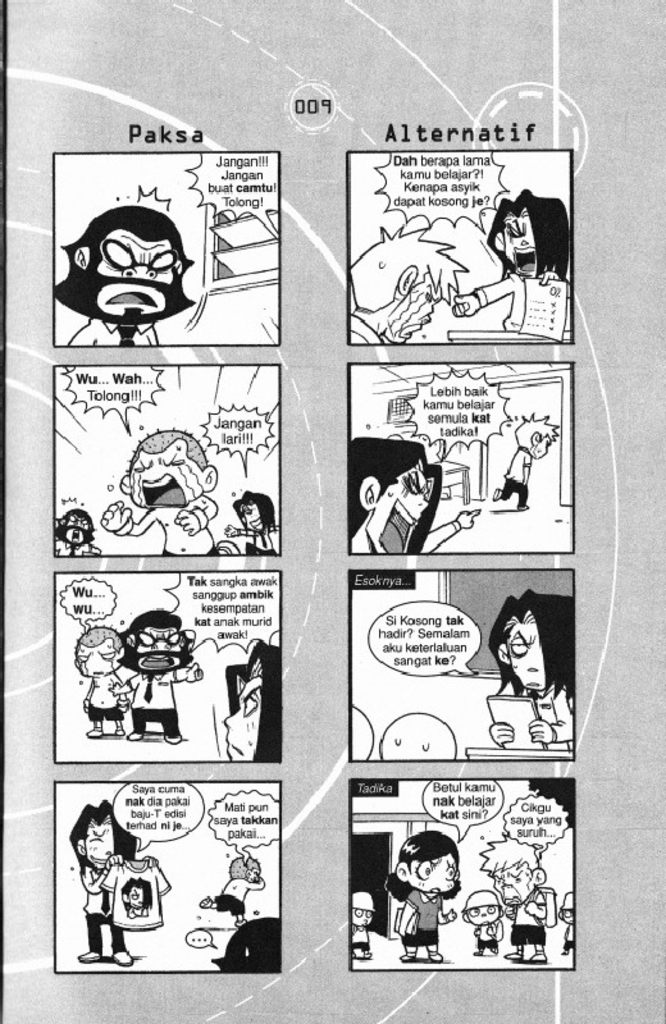 009
Paksa
Jangan!!!
Jangan
buat camtu!
Tolong!
Wu... Wah...
Tolong!!!
Jangan
lari!!!
Wu...
wu...
Tak sangka awak
sanggup ambik
kesempatan
kat anak murid
awak!
Saya cuma
nak dia pakai
baju-T edisi
terhad ni je...
Mati pun
saya takkan
pakai...
...
Alternatif
Dah berapa lama
kamu belajar?!
Kenapa asyik
dapat kosong je?
0%
Lebih baik
kamu belajar
semula kat
tadika!
Esoknya...
Si Kosong tak
hadir? Semalam
aku keterlaluan
sangat ke?
Tadika
Betul kamu
nak belajar
kat sini?
Cikgu
saya yang
suruh...